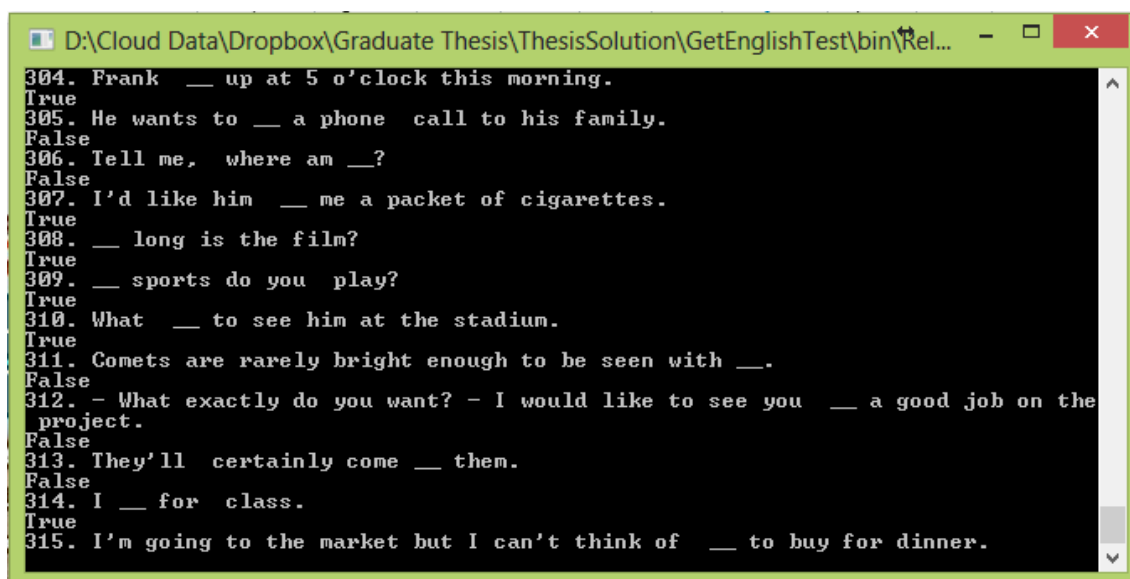 D:\Cloud Data\Dropbox\Graduate Thesis\ThesisSolution\GetEnglishTest\bin\Rel...
304. Frank  __ up at 5 o'clock this morning.
True
305. He wants to __ a phone  call to his family.
False
306. Tell me,  where am __?
False
307. I'd like him  __ me a packet of cigarettes.
True
308. __ long is the film?
True
309. __ sports do you  play?
True
310. What  __ to see him at the stadium.
True
311. Comets are rarely bright enough to be seen with __.
False
312. - What exactly do you want? - I would like to see you  __ a good job on the
project.
False
313. They'll  certainly come __ them.
False
314. I __ for  class.
True
315. I'm going to the market but I can't think of  __ to buy for dinner.